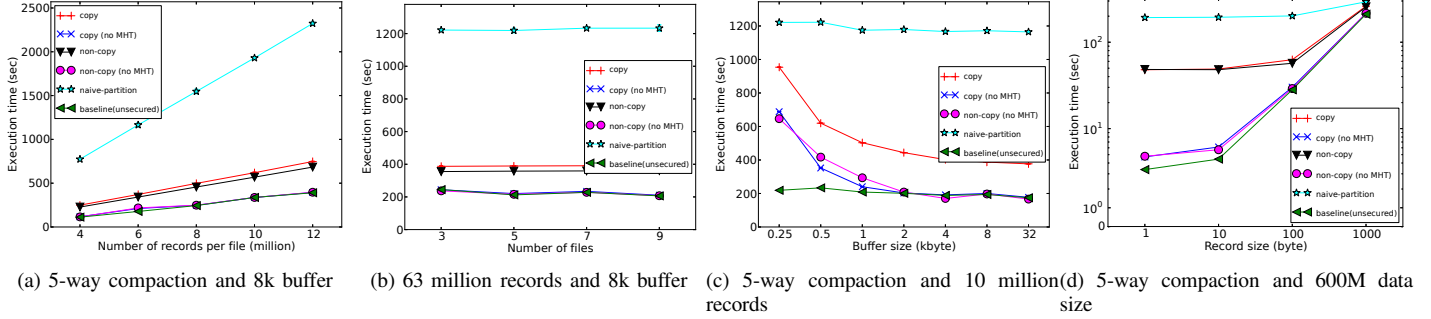 2500
2000
1500
1000
500
0
Execution time (sec)
4
6
8
10
12
Number of records per file (million)
copy
copy (no MHT)
non-copy
non-copy (no MHT)
naive-partition
baseline(unsecured)
(a) 5-way compaction and 8k buffer
1200
1000
800
600
400
200
0
Execution time (sec)
3
5
7
9
Number of files
copy
copy (no MHT)
non-copy
non-copy (no MHT)
naive-partition
baseline(unsecured)
(b) 63 million records and 8k buffer
1200
1000
800
600
400
200
0
Execution time (sec)
0.25
0.5
1
2
4
8
32
Buffer size (kbyte)
copy
copy (no MHT)
non-copy (no MHT)
naive-partition
baseline(unsecured)
(c) 5-way compaction and 10 million
records
10²
10¹
10⁰
0
Execution time (sec)
1
10
100
1000
Record size (byte)
copy
copy (no MHT)
non-copy
non-copy (no MHT)
naive-partition
baseline(unsecured)
(d) 5-way compaction and 600M data
size